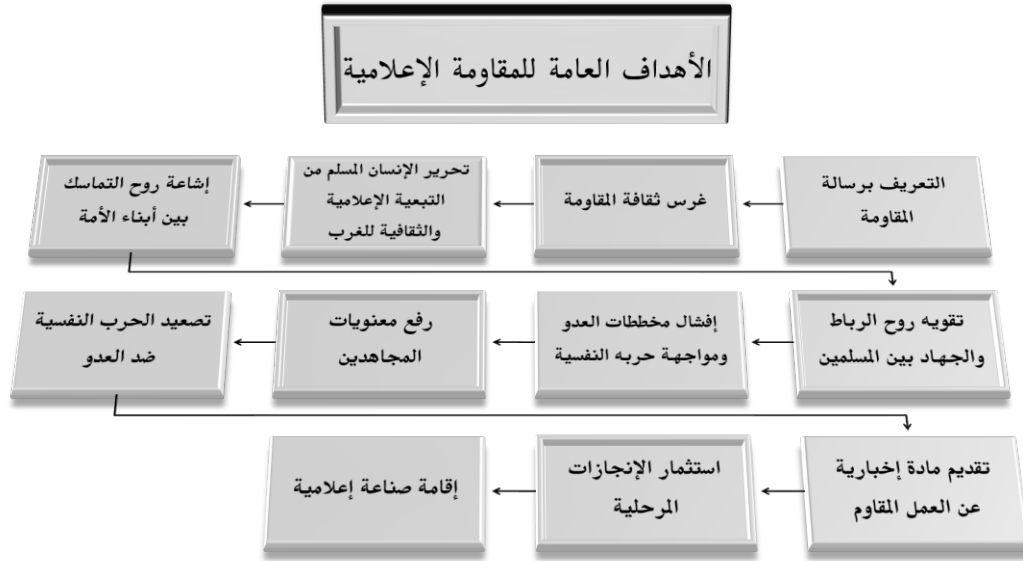 الأهداف العامة للمقاومة الإعلامية
التعريف برسالة
المقاومة
غرس ثقافة المقاومة
تحرير الإنسان المسلم من
التبعية الإعلامية
والثقافية للغرب
إشاعة روح التماسك
بين أبناء الأمة
تقويه روح الرباط
والجهاد بين المسلمين
إفشال مخططات العدو
ومواجهة حربه النفسية
رفع معنويات
المجاهدين
تصعيد الحرب النفسية
ضد العدو
تقديم مادة إخبارية
عن العمل المقاوم
استثمار الإنجازات
المرحلية
إقامة صناعة إعلامية